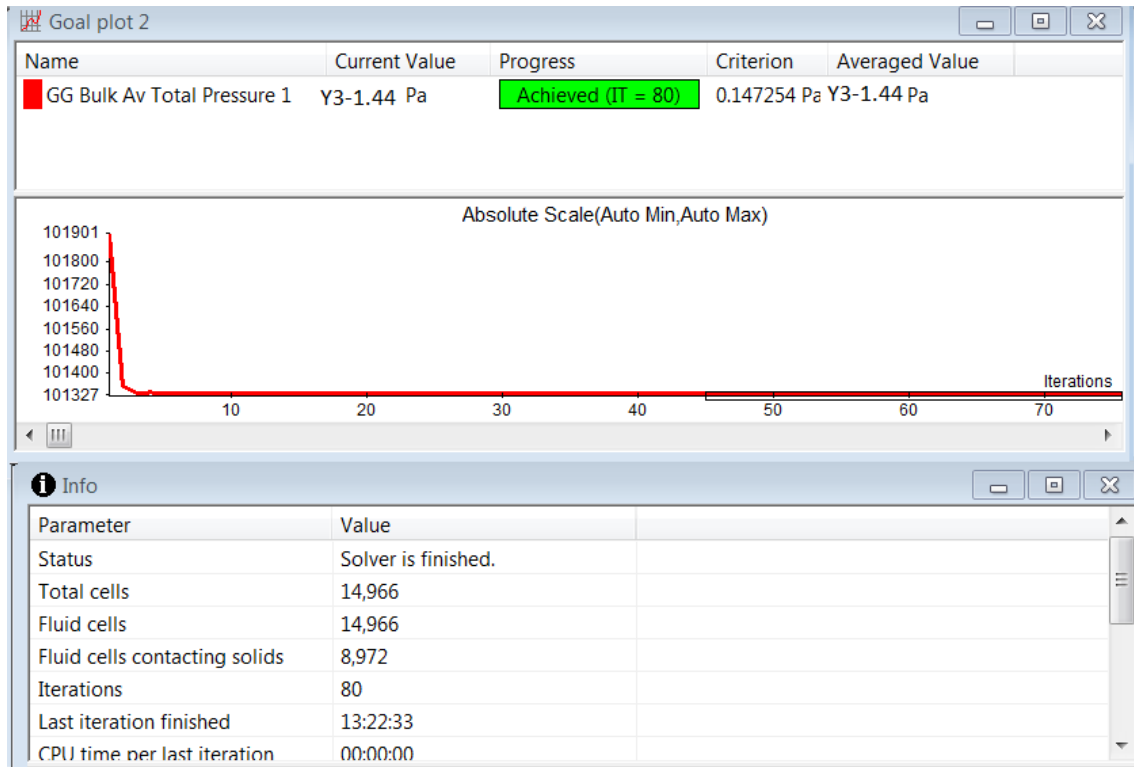 Goal plot 2
Name Current Value Progress Criterion Averaged Value
GG Bulk Av Total Pressure 1 Y3-1.44 Pa Achieved (IT = 80) 0.147254 Pa Y3-1.44 Pa
Absolute Scale(Auto Min,Auto Max)
101901
101800
101720
101640
101560
101480
101400
101327
Iterations
10 20 30 40 50 60 70
Info
Parameter Value
Status Solver is finished.
Total cells 14,966
Fluid cells 14,966
Fluid cells contacting solids 8,972
Iterations 80
Last iteration finished 13:22:33
CPU time per last iteration 00:00:00